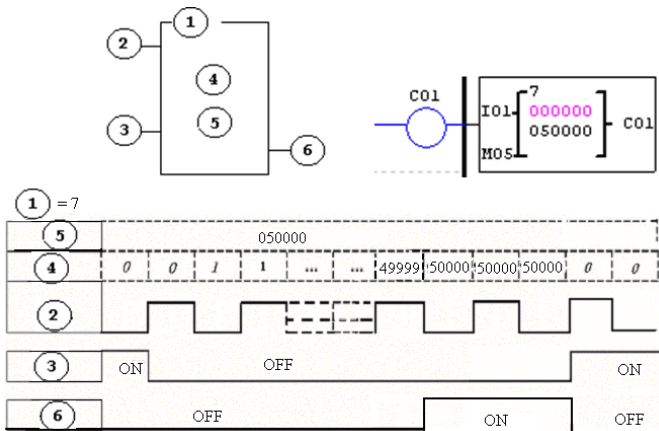 1
2
4
3
5
6
C01
I01
7
000000
050000
M05
C01
1 = 7
5 050000
4 0 0 1 1 ... ... 49999 50000 50000 50000 0 0
2
3 ON OFF ON
6 OFF ON OFF